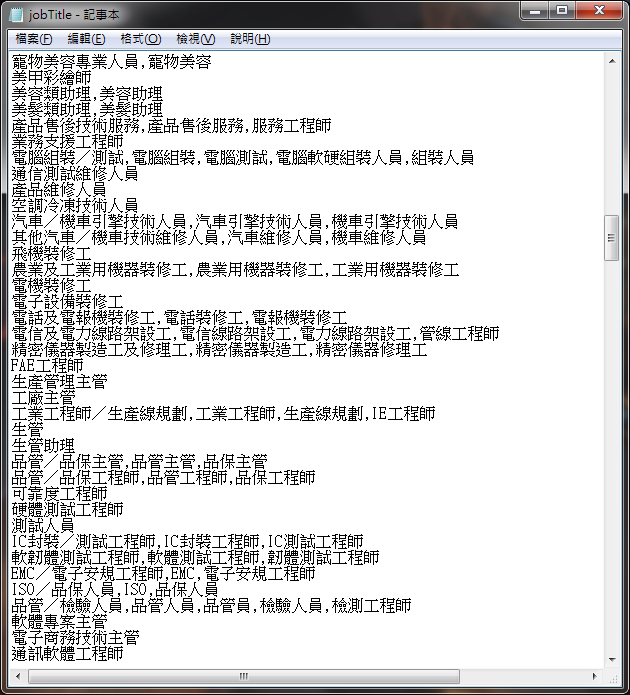 jobTitle - 記事本
檔案(F) 編輯(E) 格式(O) 檢視(V) 說明(H)
寵物美容專業人員,寵物美容
美甲彩繪師
美容類助理,美容助理
美髮類助理,美髮助理
產品售後技術服務,產品售後服務,服務工程師
業務支援工程師
電腦組裝／測試,電腦組裝,電腦測試,電腦軟硬組裝人員,組裝人員
通信測試維修人員
產品維修人員
空調冷凍技術人員
汽車／機車引擎技術人員,汽車引擎技術人員,機車引擎技術人員
其他汽車／機車技術維修人員,汽車維修人員,機車維修人員
飛機裝修工
農業及工業用機器裝修工,農業用機器裝修工,工業用機器裝修工
電機裝修工
電子設備裝修工
電話及電報機裝修工,電話裝修工,電報機裝修工
電信及電力線路架設工,電信線路架設工,電力線路架設工,管線工程師
精密儀器製造工及修理工,精密儀器製造工,精密儀器修理工
FAE工程師
生產管理主管
工廠主管
工業工程師／生產線規劃,工業工程師,生產線規劃,IE工程師
生管
生管助理
品管／品保主管,品管主管,品保主管
品管／品保工程師,品管工程師,品保工程師
可靠度工程師
硬體測試工程師
測試人員
IC封裝／測試工程師,IC封裝工程師,IC測試工程師
軟韌體測試工程師,軟體測試工程師,韌體測試工程師
EMC／電子安規工程師,EMC,電子安規工程師
ISO／品保人員,ISO,品保人員
品管／檢驗人員,品管人員,品管員,檢驗人員,檢測工程師
軟體專案主管
電子商務技術主管
通訊軟體工程師